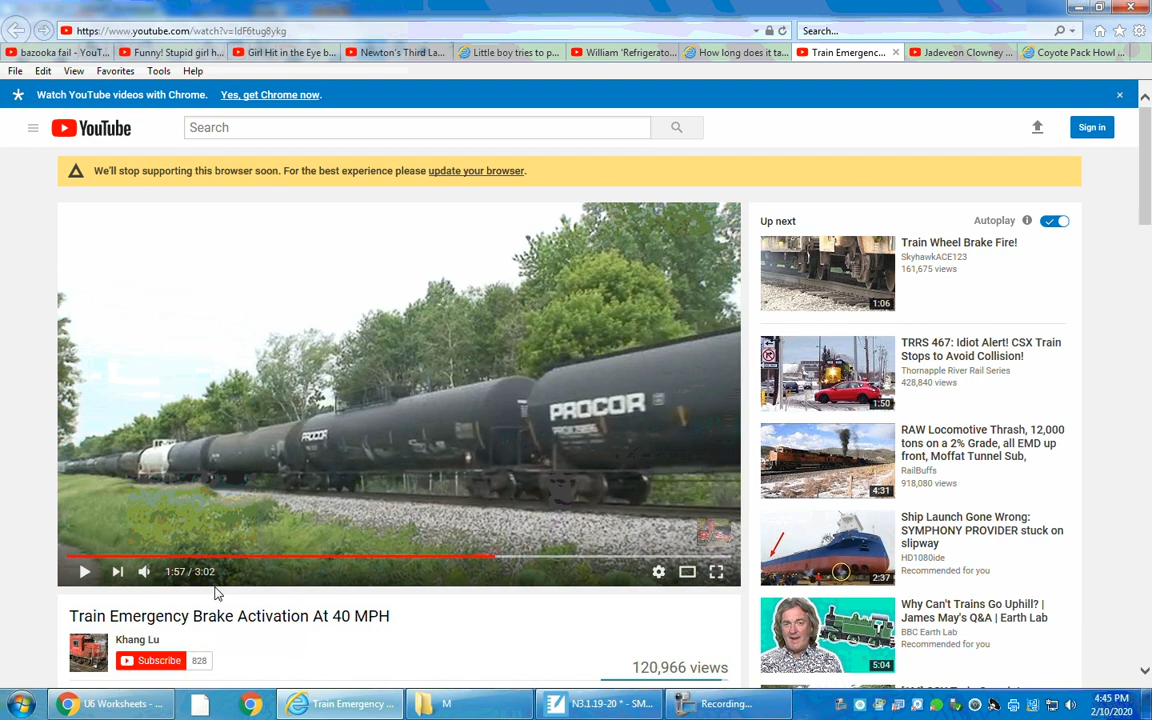 https://www.youtube.com/watch?v=IdF6tug8ykg
Search...
bazooka fail - YouT...
Funny! Stupid girl h...
Girl Hit in the Eye b...
Newton's Third La...
Little boy tries to p...
William 'Refrigerato...
How long does it ta...
Train Emergenc...
Jadeveon Clowney ...
Coyote Pack Howl ...
File Edit View Favorites Tools Help
Watch YouTube videos with Chrome. Yes, get Chrome now.
YouTube
Search
Sign in
We'll stop supporting this browser soon. For the best experience please update your browser.
PROCOR
PROCOR
1:57 / 3:02
Train Emergency Brake Activation At 40 MPH
Khang Lu
Subscribe 828
120,966 views
Up next
Autoplay
Train Wheel Brake Fire!
SkyhawkACE123
161,675 views
1:06
TRRS 467: Idiot Alert! CSX Train
Stops to Avoid Collision!
Thornapple River Rail Series
428,840 views
1:50
RAW Locomotive Thrash, 12,000
tons on a 2% Grade, all EMD up
front, Moffat Tunnel Sub,
RailBuffs
918,080 views
4:31
Ship Launch Gone Wrong:
SYMPHONY PROVIDER stuck on
slipway
HD1080ide
Recommended for you
2:37
Why Can't Trains Go Uphill? |
James May's Q&A | Earth Lab
BBC Earth Lab
Recommended for you
5:04
U6 Worksheets - ...
Train Emergency ...
M
N3.1.19-20 * - SM...
Recording...
4:45 PM
2/10/2020